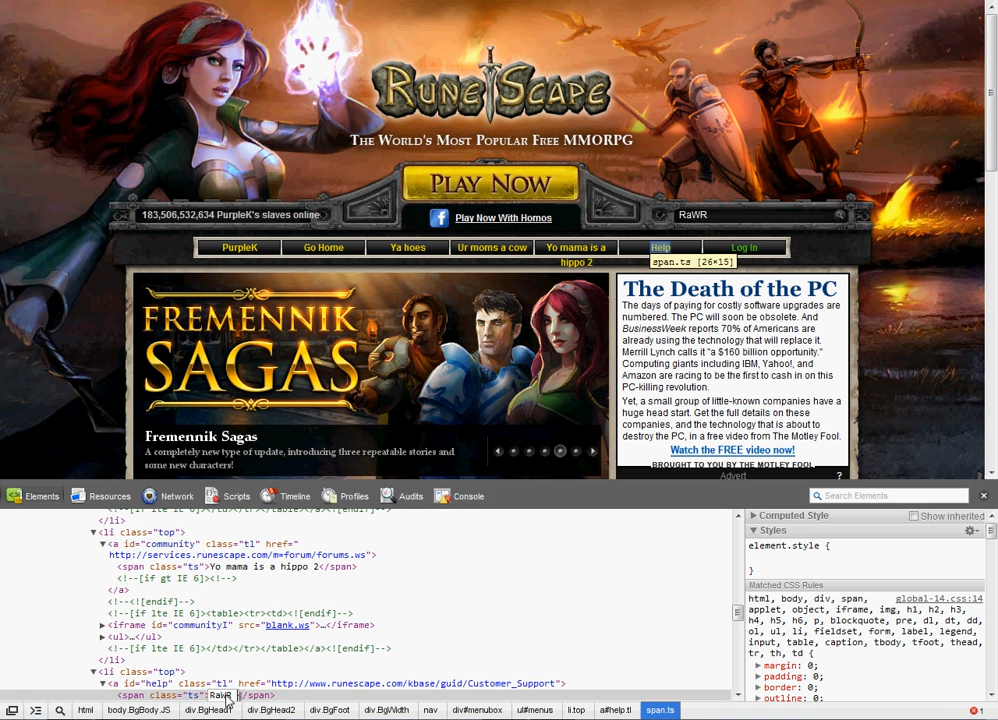 RuneScape
The World's Most Popular Free MMORPG
Play Now
183,506,532,634 PurpleK's slaves online
Play Now With Homos
RaWR
PurpleK
Go Home
Ya hoes
Ur moms a cow
Yo mama is a
hippo 2
Help
Log In
span.ts [26×15]
FREMENNIK
SAGAS
Fremennik Sagas
A completely new type of update, introducing three repeatable stories and
some new characters!
The Death of the PC
The days of paying for costly software upgrades are
numbered. The PC will soon be obsolete. And
BusinessWeek reports 70% of Americans are
already using the technology that will replace it.
Merrill Lynch calls it "a $160 billion opportunity."
Computing giants including IBM, Yahoo!, and
Amazon are racing to be the first to cash in on this
PC-killing revolution.
Yet, a small group of little-known companies have a
huge head start. Get the full details on these
companies, and the technology that is about to
destroy the PC, in a free video from The Motley Fool.
Watch the FREE video now!
BROUGHT TO YOU BY THE MOTLEY FOOL
Advert
?
Elements
Resources
Network
Scripts
Timeline
Profiles
Audits
Console
Search Elements
<!--[if lte IE 6]></td></tr></table></a><![endif]-->
</li>
<li class="top">
<a id="community" class="tl" href="
http://services.runescape.com/m=forum/forums.ws">
<span class="ts">Yo mama is a hippo 2</span>
<!--[if gt IE 6]><!-->
</a>
<!--<![endif]-->
<!--[if lte IE 6]><table><tr><td><![endif]-->
<iframe id="communityI" src="blank.ws">…</iframe>
<ul>…</ul>
<!--[if lte IE 6]></td></tr></table></a><![endif]-->
</li>
<li class="top">
<a id="help" class="tl" href="http://www.runescape.com/kbase/guid/Customer_Support">
<span class="ts">RaWR</span>
Computed Style
Show inherited
Styles
element.style {
}
Matched CSS Rules
html, body, div, span,
global-14.css:14
applet, object, iframe, img, h1, h2, h3,
h4, h5, h6, p, blockquote, pre, dl, dt, dd,
ol, ul, li, fieldset, form, label, legend,
input, table, caption, tbody, tfoot, thead,
tr, th, td {
margin: 0;
padding: 0;
border: 0;
outline: 0;
html
body.BgBody.JS
div.BgHead1
div.BgHead2
div.BgFoot
div.BgWidth
nav
div#menubox
ul#menus
li.top
a#help.tl
span.ts
1